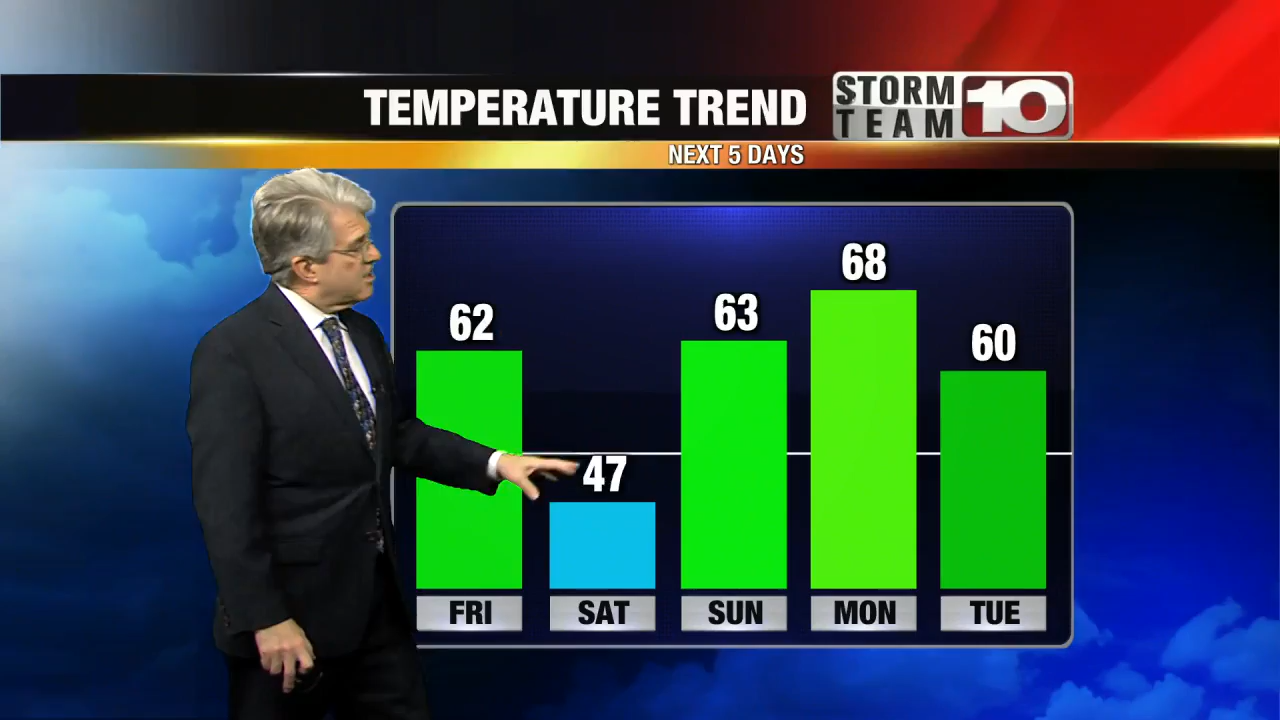 TEMPERATURE TREND
STORM TEAM 10
NEXT 5 DAYS
62 47 63 68 60
FRI SAT SUN MON TUE